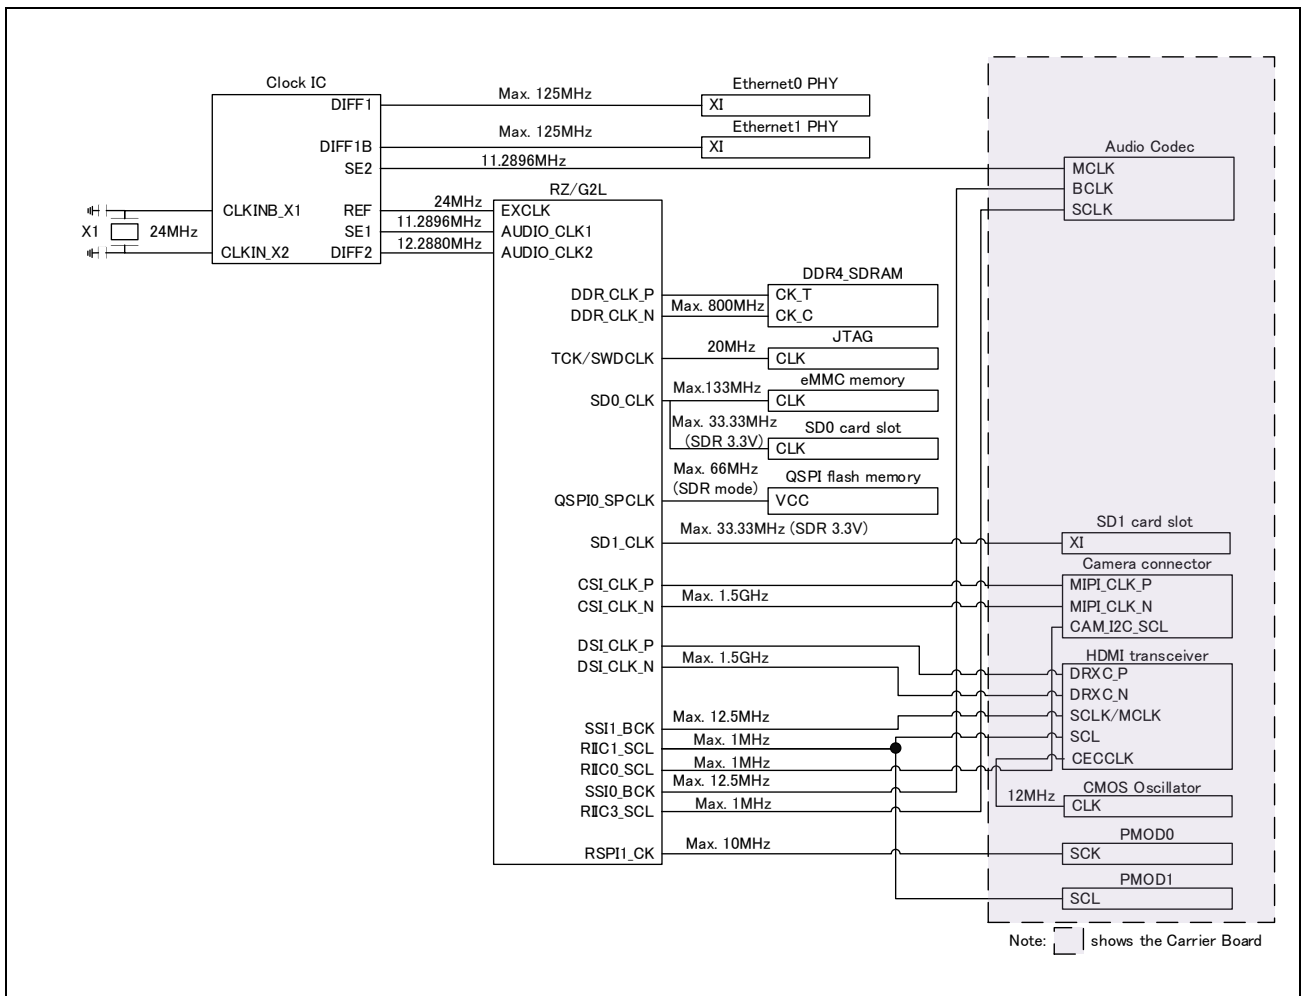 Clock IC
DIFF1
DIFF1B
SE2
CLKINB_X1
REF
SE1
CLKIN_X2
DIFF2
X1
24MHz
Max. 125MHz
Ethernet0 PHY
XI
Max. 125MHz
Ethernet1 PHY
XI
11.2896MHz
Audio Codec
MCLK
BCLK
SCLK
24MHz
11.2896MHz
12.2880MHz
RZ/G2L
EXCLK
AUDIO_CLK1
AUDIO_CLK2
DDR_CLK_P
DDR_CLK_N
Max. 800MHz
DDR4_SDRAM
CK_T
CK_C
TCK/SWDCLK
20MHz
JTAG
CLK
SD0_CLK
Max.133MHz
eMMC memory
CLK
Max. 33.33MHz
(SDR 3.3V)
SD0 card slot
CLK
QSPI0_SPCLK
Max. 66MHz
(SDR mode)
QSPI flash memory
VCC
SD1_CLK
Max. 33.33MHz (SDR 3.3V)
SD1 card slot
XI
CSI_CLK_P
CSI_CLK_N
Max. 1.5GHz
Camera connector
MIPI_CLK_P
MIPI_CLK_N
CAM_I2C_SCL
DSI_CLK_P
DSI_CLK_N
Max. 1.5GHz
HDMI transceiver
DRXC_P
DRXC_N
SCLK/MCLK
SCL
CECCLK
SSI1_BCK
Max. 12.5MHz
RIIC1_SCL
Max. 1MHz
RIIC0_SCL
Max. 1MHz
SSI0_BCK
Max. 12.5MHz
RIIC3_SCL
Max. 1MHz
12MHz
CMOS Oscillator
CLK
RSPI1_CK
Max. 10MHz
PMOD0
SCK
PMOD1
SCL
Note: shows the Carrier Board